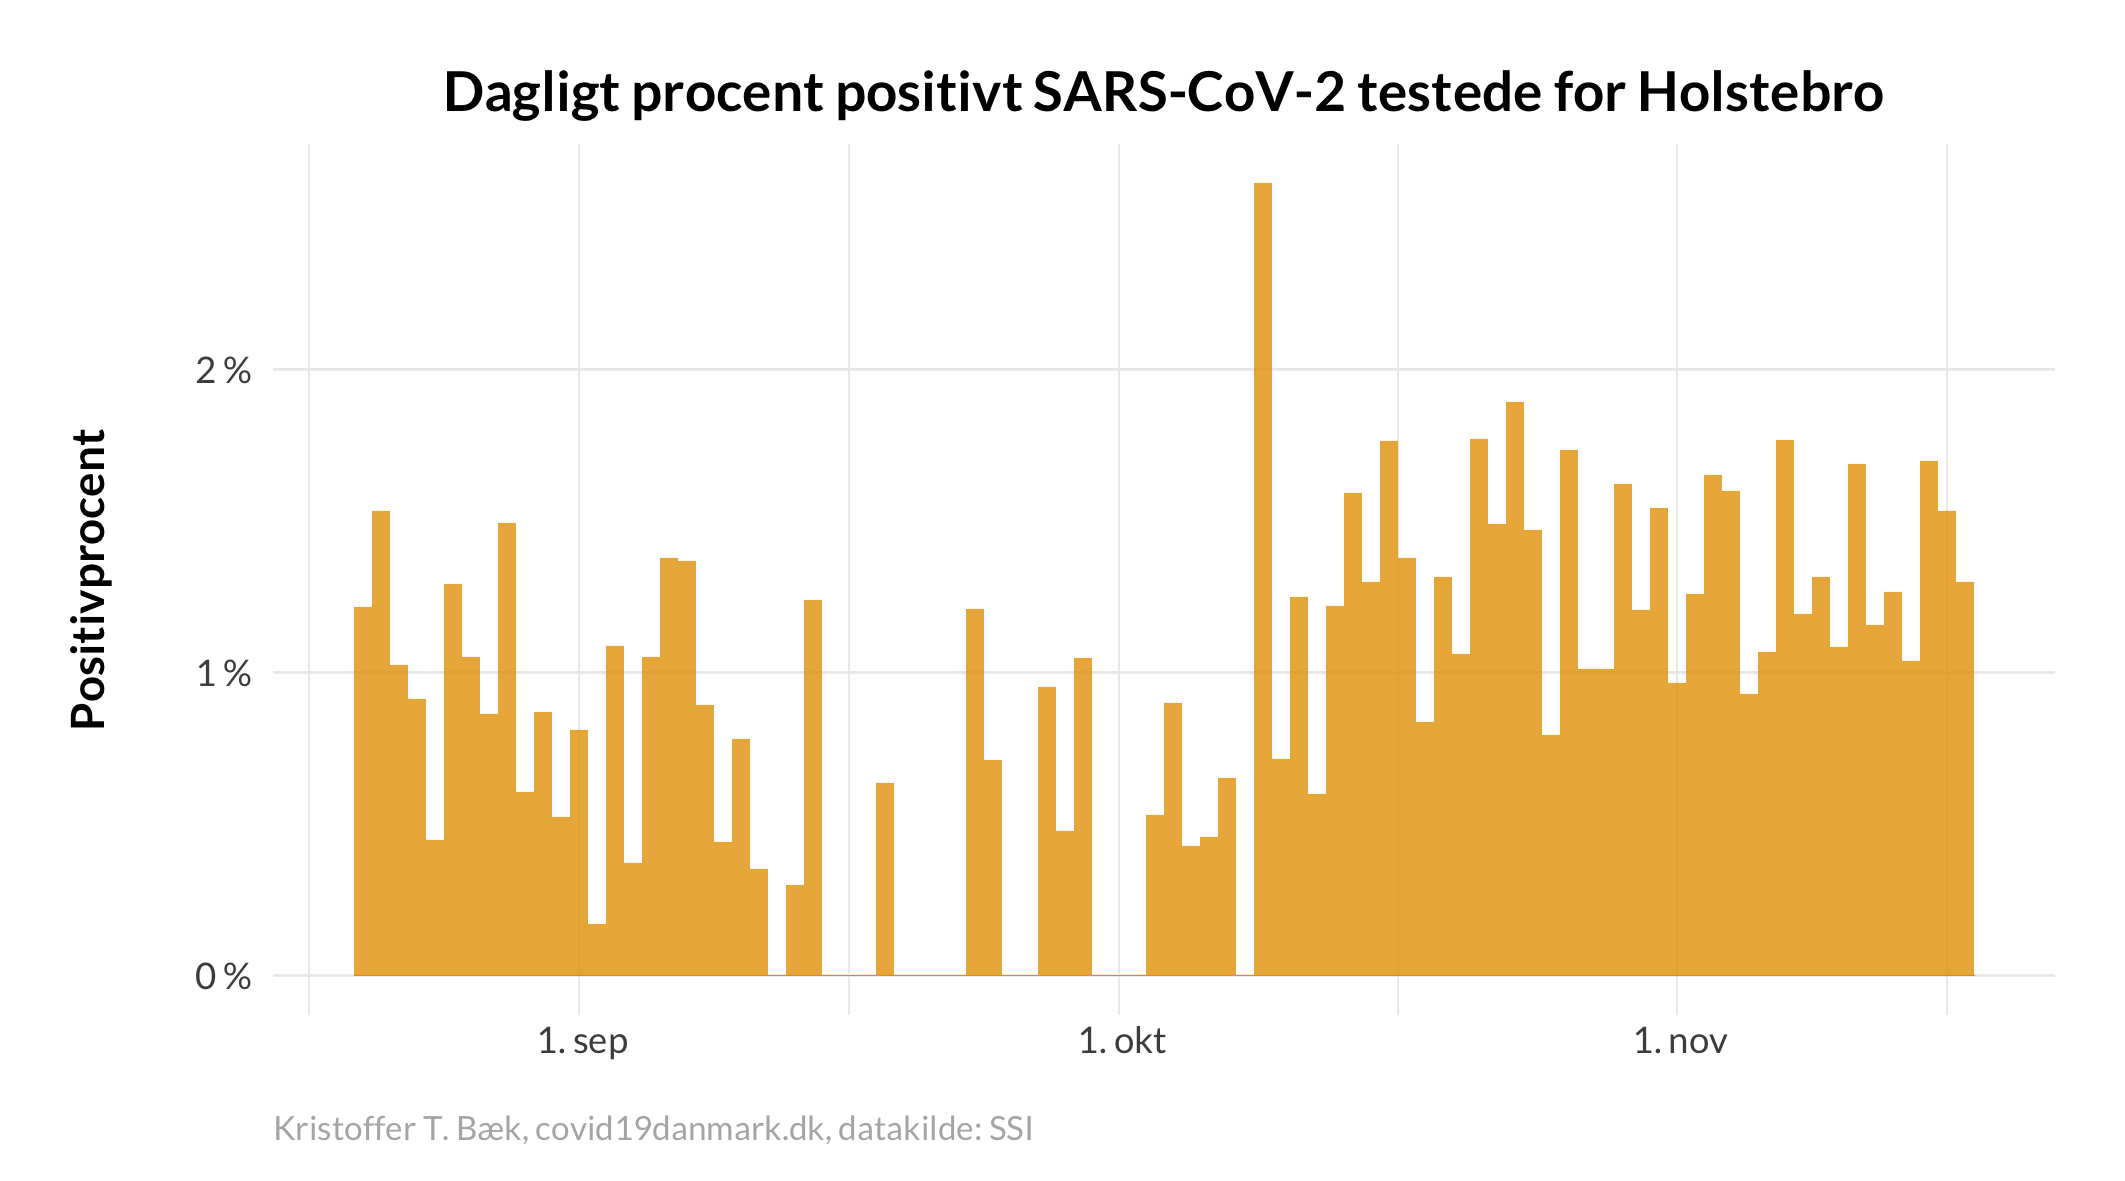 Dagligt procent positivt SARS-CoV-2 testede for Holstebro
Positivprocent
2 %
1 %
0 %
1. sep
1. okt
1. nov
Kristoffer T. Bæk, covid19danmark.dk, datakilde: SSI